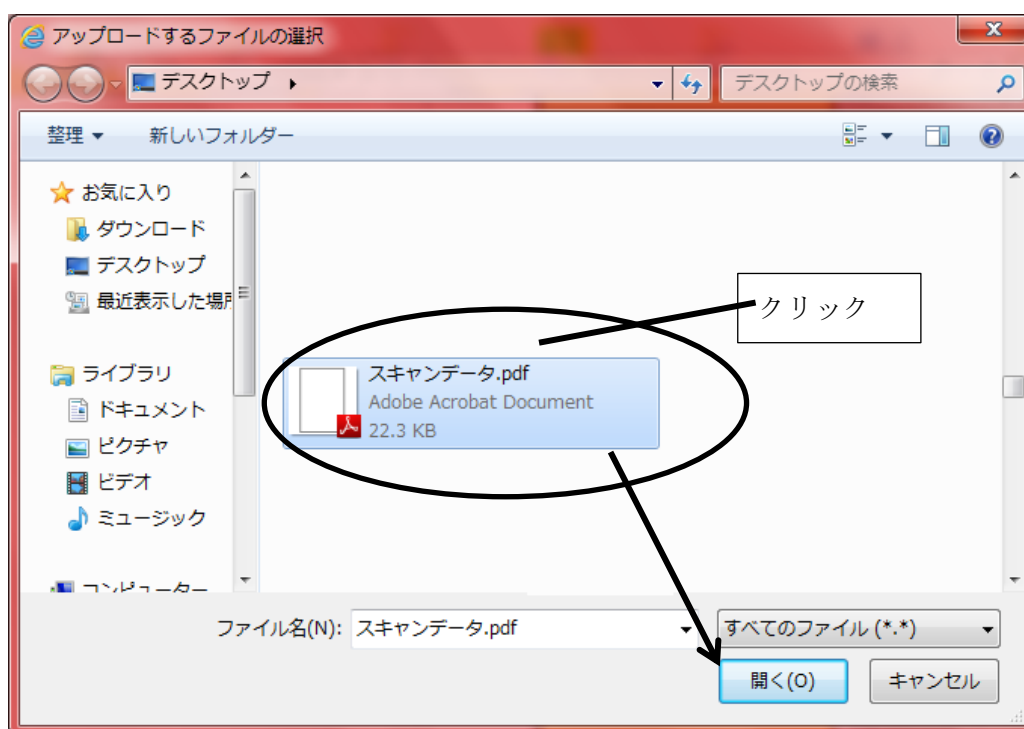 アップロードするファイルの選択
デスクトップ
デスクトップの検索
整理
新しいフォルダー
お気に入り
ダウンロード
デスクトップ
最近表示した場所
ライブラリ
ドキュメント
ピクチャ
ビデオ
ミュージック
コンピューター
クリック
スキャンデータ.pdf
Adobe Acrobat Document
22.3 KB
ファイル名(N): スキャンデータ.pdf
すべてのファイル (*.*)
開く(O)
キャンセル